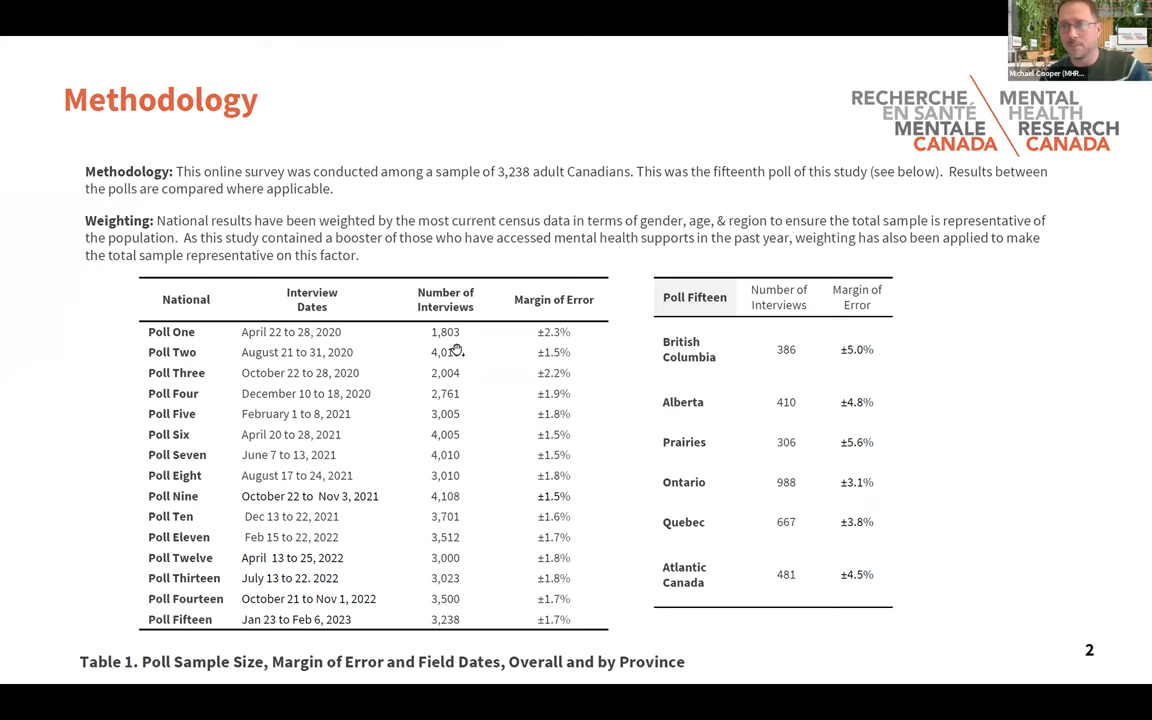 Michael Cooper (MHR...
Methodology
RECHERCHE
EN SANTÉ
MENTALE
CANADA
MENTAL
HEALTH
RESEARCH
CANADA
Methodology: This online survey was conducted among a sample of 3,238 adult Canadians. This was the fifteenth poll of this study (see below). Results between
the polls are compared where applicable.
Weighting: National results have been weighted by the most current census data in terms of gender, age, & region to ensure the total sample is representative of
the population. As this study contained a booster of those who have accessed mental health supports in the past year, weighting has also been applied to make
the total sample representative on this factor.
National Interview Dates Number of Interviews Margin of Error
Poll One April 22 to 28, 2020 1,803 ±2.3%
Poll Two August 21 to 31, 2020 ±1.5%
Poll Three October 22 to 28, 2020 2,004 ±2.2%
Poll Four December 10 to 18, 2020 2,761 ±1.9%
Poll Five February 1 to 8, 2021 3,005 ±1.8%
Poll Six April 20 to 28, 2021 4,005 ±1.5%
Poll Seven June 7 to 13, 2021 4,010 ±1.5%
Poll Eight August 17 to 24, 2021 3,010 ±1.8%
Poll Nine October 22 to Nov 3, 2021 4,108 ±1.5%
Poll Ten Dec 13 to 22, 2021 3,701 ±1.6%
Poll Eleven Feb 15 to 22, 2022 3,512 ±1.7%
Poll Twelve April 13 to 25, 2022 3,000 ±1.8%
Poll Thirteen July 13 to 22. 2022 3,023 ±1.8%
Poll Fourteen October 21 to Nov 1, 2022 3,500 ±1.7%
Poll Fifteen Jan 23 to Feb 6, 2023 3,238 ±1.7%
Poll Fifteen Number of Interviews Margin of Error
British Columbia 386 ±5.0%
Alberta 410 ±4.8%
Prairies 306 ±5.6%
Ontario 988 ±3.1%
Quebec 667 ±3.8%
Atlantic Canada 481 ±4.5%
2
Table 1. Poll Sample Size, Margin of Error and Field Dates, Overall and by Province